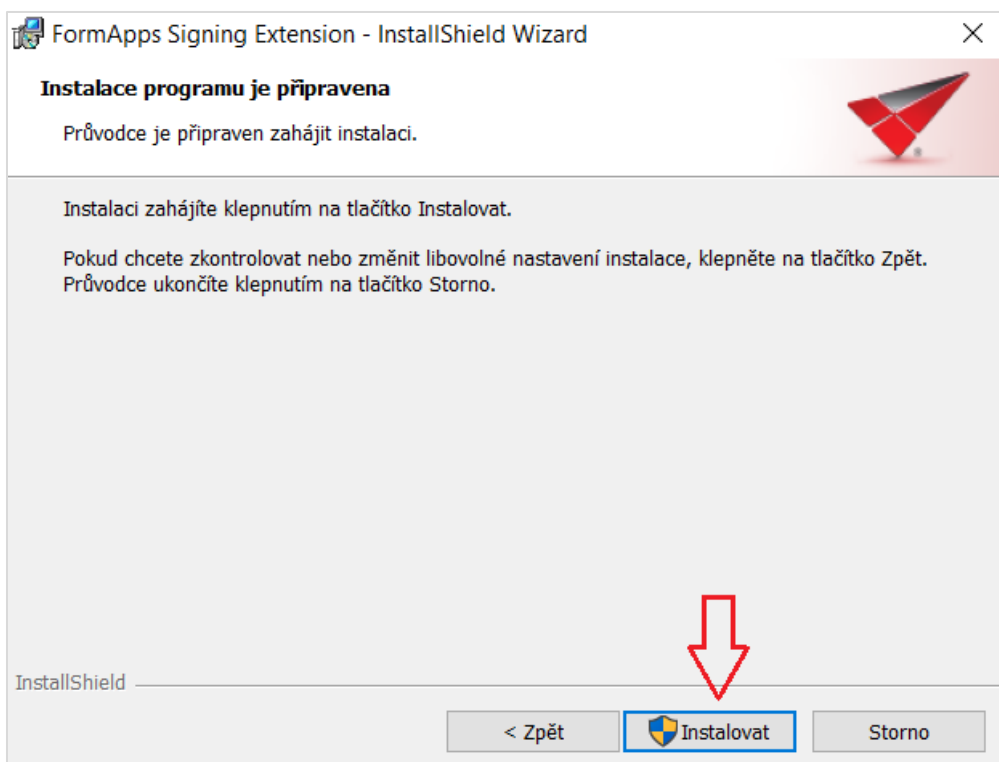 FormApps Signing Extension - InstallShield Wizard
Instalace programu je připravena
Průvodce je připraven zahájit instalaci.
Instalaci zahájíte klepnutím na tlačítko Instalovat.
Pokud chcete zkontrolovat nebo změnit libovolné nastavení instalace, klepněte na tlačítko Zpět.
Průvodce ukončíte klepnutím na tlačítko Storno.
InstallShield
< Zpět
Instalovat
Storno